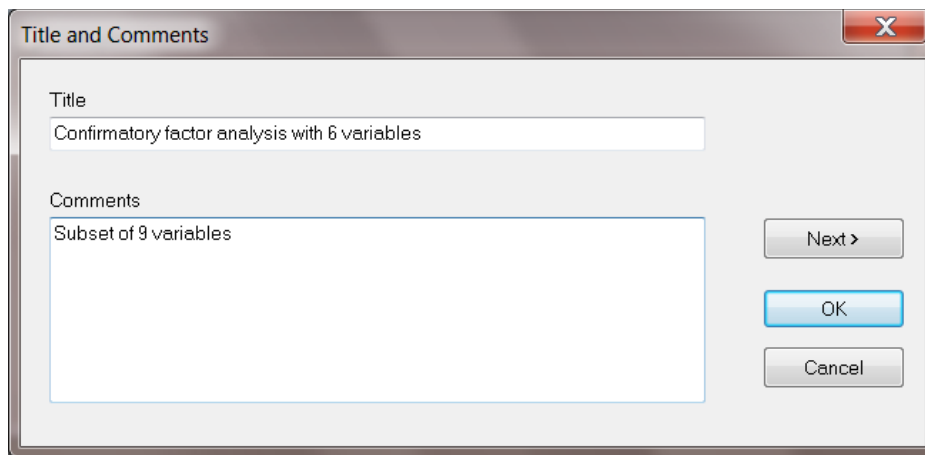 Title and Comments
Title
Confirmatory factor analysis with 6 variables
Comments
Subset of 9 variables
Next >
OK
Cancel